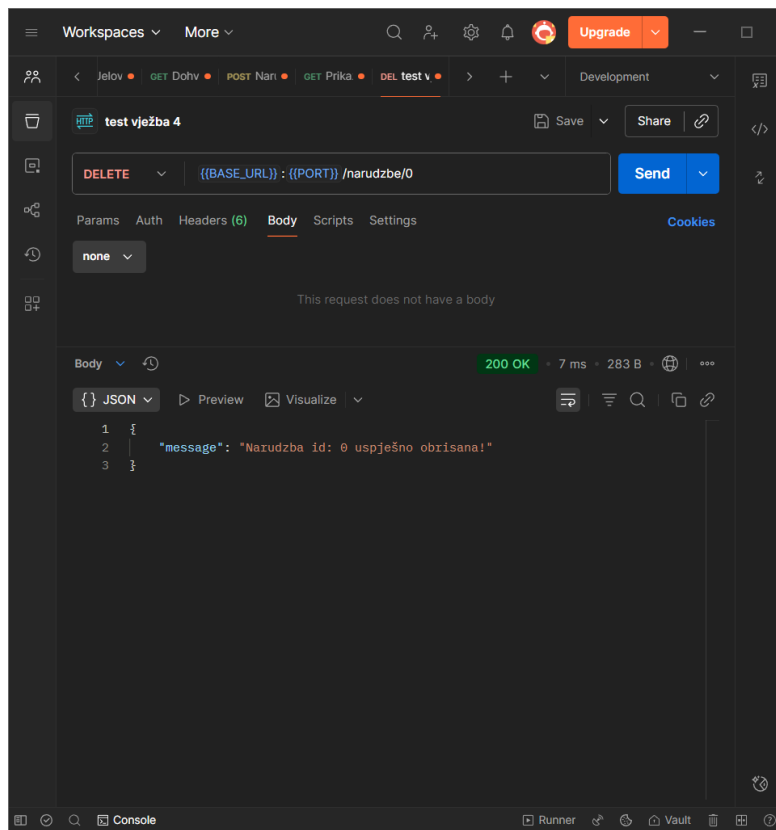 Workspaces More Upgrade
Jelov GET Dohv POST Naru GET Prika DEL test v Development
HTTP test vježba 4 Save Share
DELETE {{BASE_URL}} : {{PORT}} /narudzbe/0 Send
Params Auth Headers (6) Body Scripts Settings Cookies
none
This request does not have a body
Body 200 OK 7 ms 283 B
{} JSON Preview Visualize
1 {
2 "message": "Narudzba id: 0 uspješno obrisana!"
3 }
Console Runner Vault